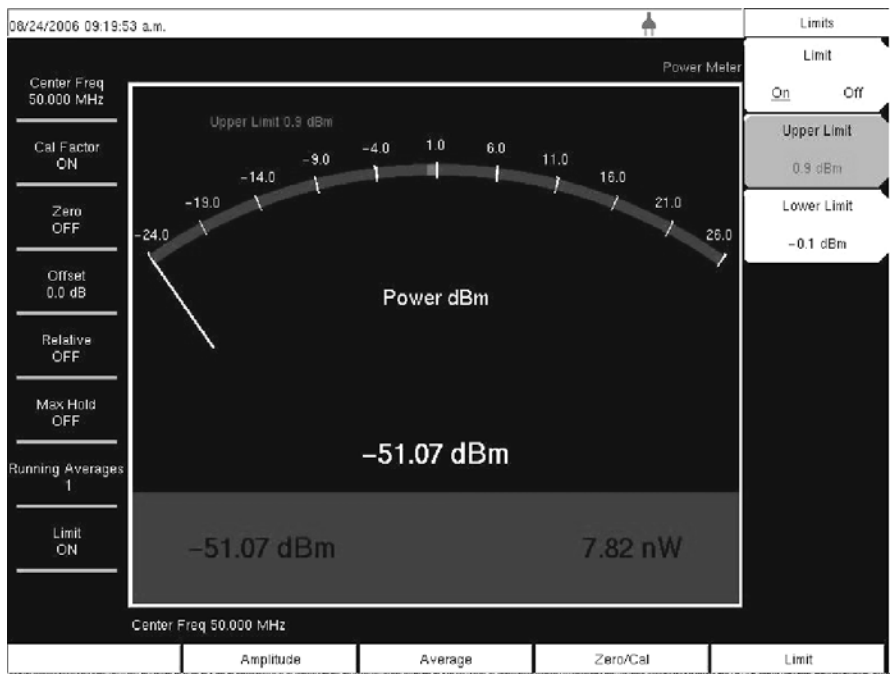 08/24/2006 09:19:53 a.m.
Limits
Power Meter
Limit
On Off
Upper Limit
0.9 dBm
Lower Limit
-0.1 dBm
Center Freq
50.000 MHz
Cal Factor
ON
Zero
OFF
Offset
0.0 dB
Relative
OFF
Max Hold
OFF
Running Averages
1
Limit
ON
Upper Limit 0.9 dBm
-24.0 -19.0 -14.0 -9.0 -4.0 1.0 6.0 11.0 16.0 21.0 26.0
Power dBm
-51.07 dBm
-51.07 dBm 7.82 nW
Center Freq 50.000 MHz
Amplitude Average Zero/Cal Limit